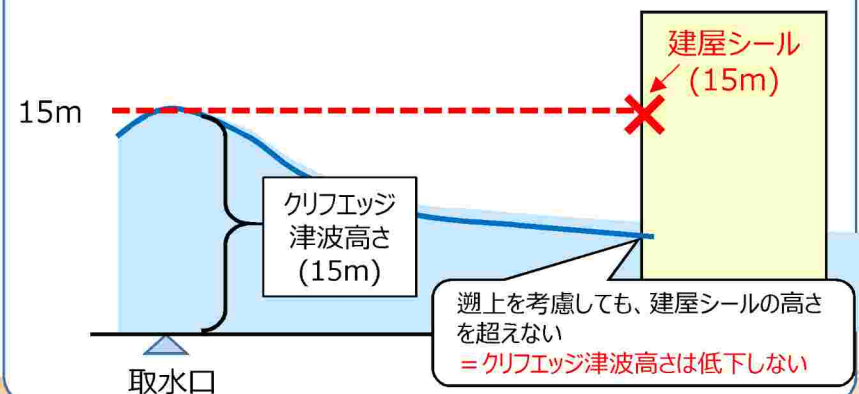 建屋シール
(15m)
15m
クリフエッジ
津波高さ
(15m)
遡上を考慮しても、建屋シールの高さ
を超えない
=クリフエッジ津波高さは低下しない
取水口